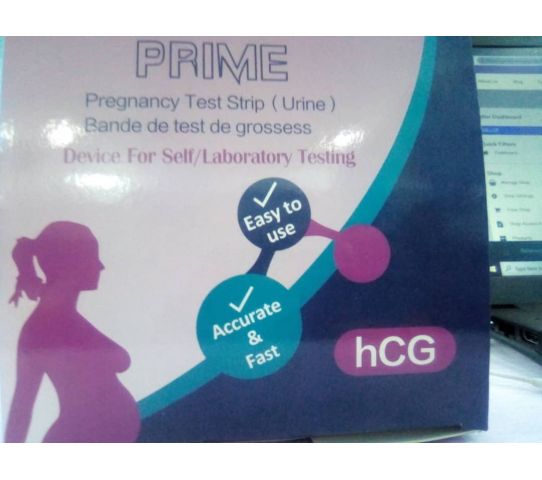 PRIME
Pregnancy Test Strip (Urine)
Bande de test de grossess
Device For Self/Laboratory Testing
Easy to
use
Accurate
&
Fast
hCG